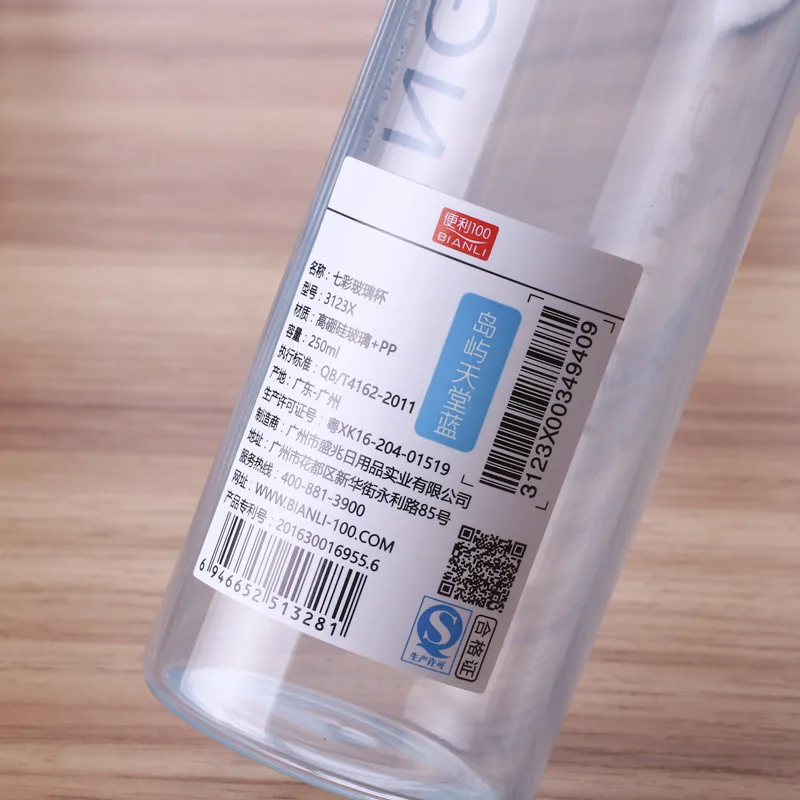 NG
便利100
BIANLI
名称：七彩玻璃杯
型号：3123X
材质：高硼硅玻璃+PP
容量：250ml
执行标准：QB/T4162-2011
产地：广东-广州
生产许可证号：粤XK16-204-01519
制造商：广州市盛兆日用品实业有限公司
地址：广州市花都区新华街永利路85号
服务热线：400-881-3900
网址：WWW.BIANLI-100.COM
产品专利号：201630016955.6
岛屿天堂蓝
3123X00349409
6 946652 513281
S
生产许可
合格证